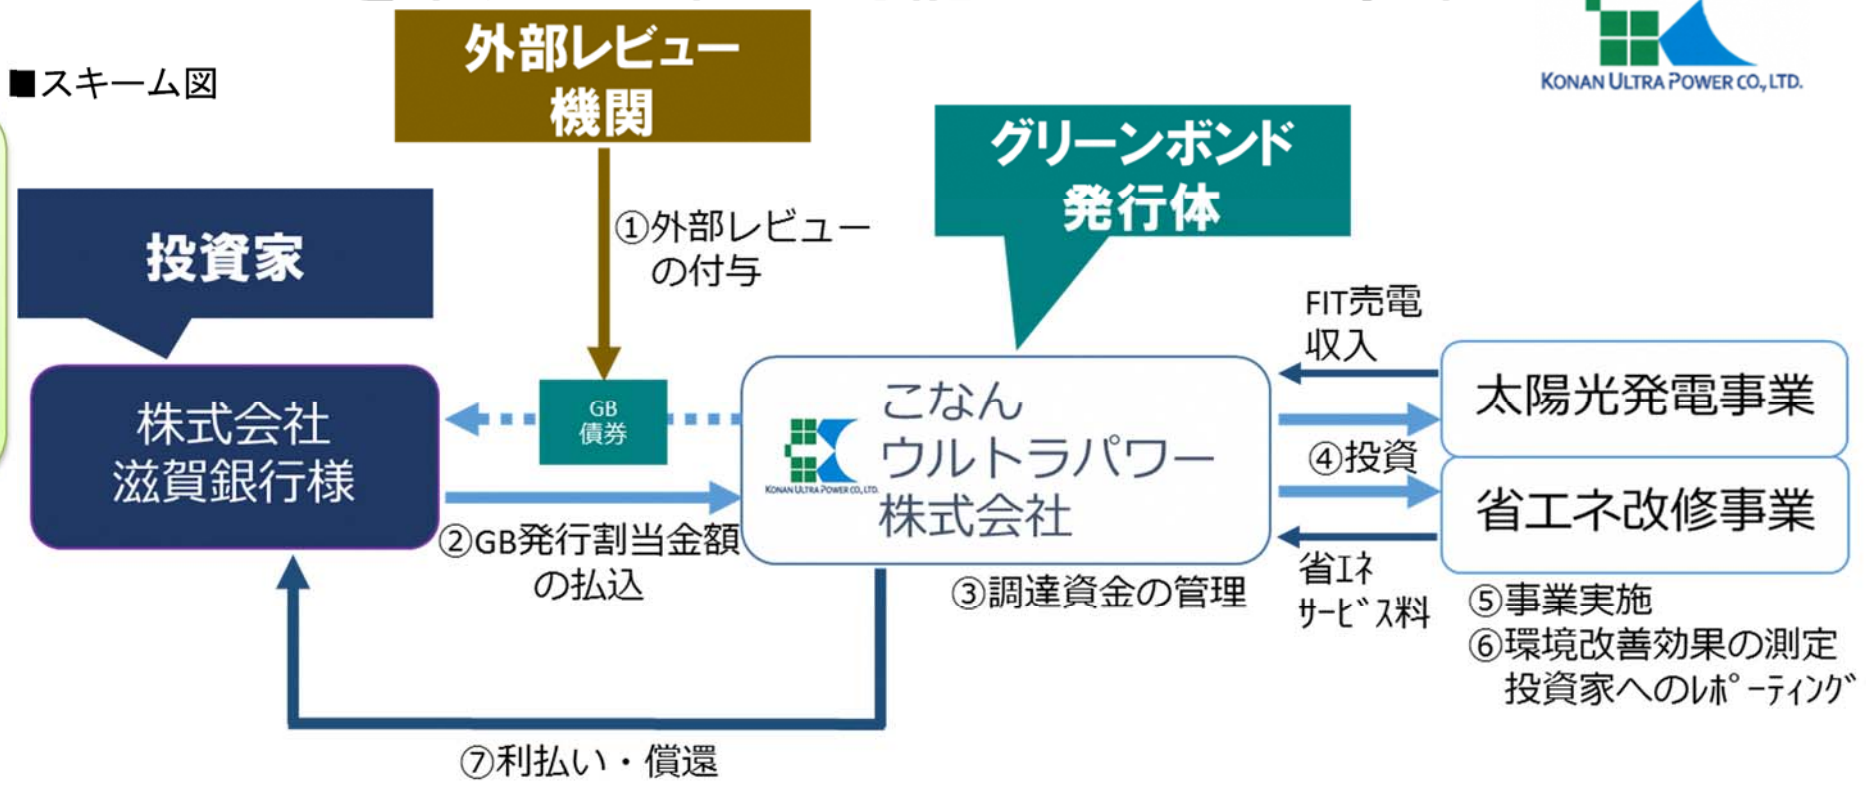 ■スキーム図
外部レビュー
機関
KONAN ULTRA POWER CO., LTD.
グリーンボンド
発行体
投資家
①外部レビュー
の付与
FIT売電
収入
株式会社
滋賀銀行様
GB
債券
KONAN ULTRA POWER CO., LTD.
こなん
ウルトラパワー
株式会社
太陽光発電事業
④投資
省エネ改修事業
②GB発行割当金額
の払込
③調達資金の管理
省ｴﾈ
ｻｰﾋﾞｽ料
⑤事業実施
⑥環境改善効果の測定
投資家へのﾚﾎﾟｰﾃｨﾝｸﾞ
⑦利払い・償還